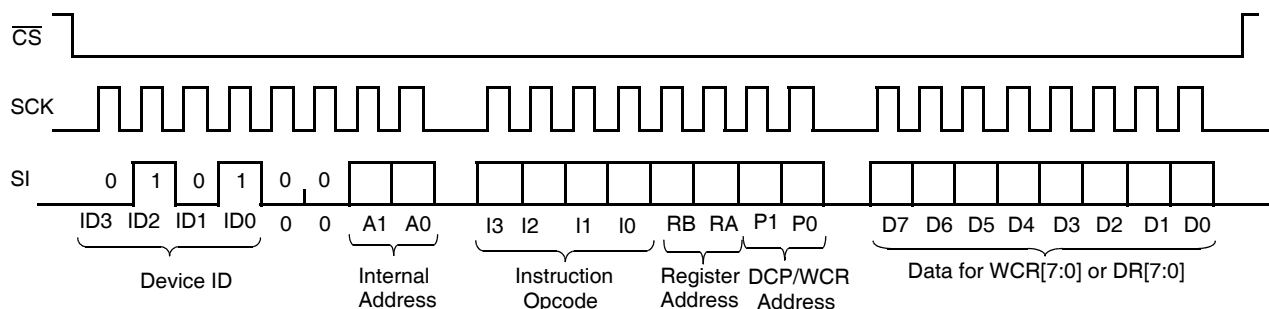 CS
SCK
SI
0 1 0 1 0 0
ID3 ID2 ID1 ID0 0 0 A1 A0 I3 I2 I1 I0 RB RA P1 P0 D7 D6 D5 D4 D3 D2 D1 D0
Device ID
Internal
Address
Instruction
Opcode
Register
Address
DCP/WCR
Address
Data for WCR[7:0] or DR[7:0]